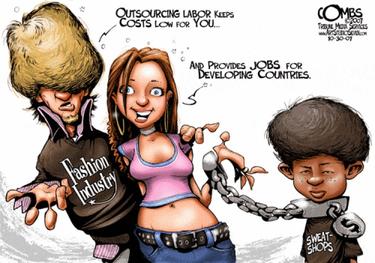 Outsourcing labor keeps
costs low for you...
And provides jobs for
developing countries.
COMBS
©2007
Tribune Media Services
10-30-07
Fashion
Industry
SWEAT-
SHOPS